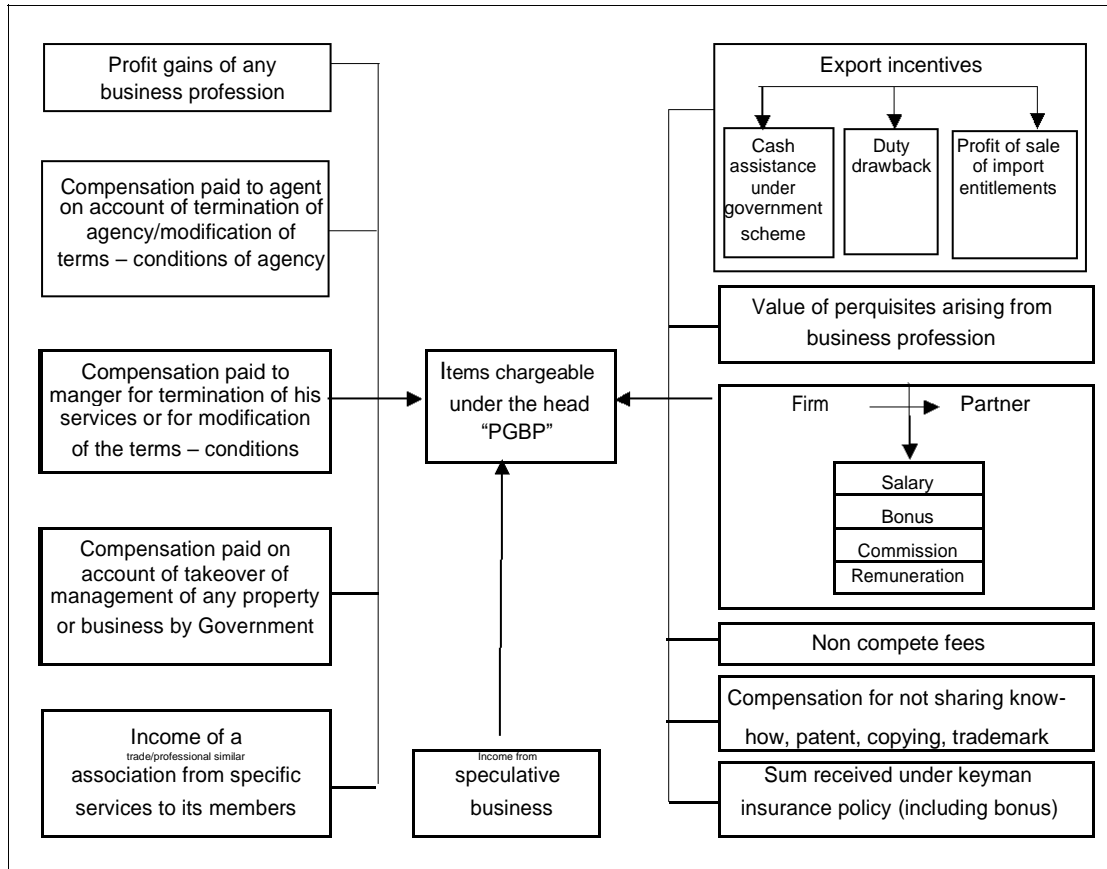 Profit gains of any
business profession
Compensation paid to agent
on account of termination of
agency/modification of
terms – conditions of agency
Compensation paid to
manger for termination of his
services or for modification
of the terms – conditions
Compensation paid on
account of takeover of
management of any property
or business by Government
Income of a
trade/professional similar
association from specific
services to its members
Items chargeable
under the head
“PGBP”
Income from
speculative
business
Export incentives
Cash
assistance
under
government
scheme
Duty
drawback
Profit of sale
of import
entitlements
Value of perquisites arising from
business profession
Firm
Partner
Salary
Bonus
Commission
Remuneration
Non compete fees
Compensation for not sharing know-
how, patent, copying, trademark
Sum received under keyman
insurance policy (including bonus)